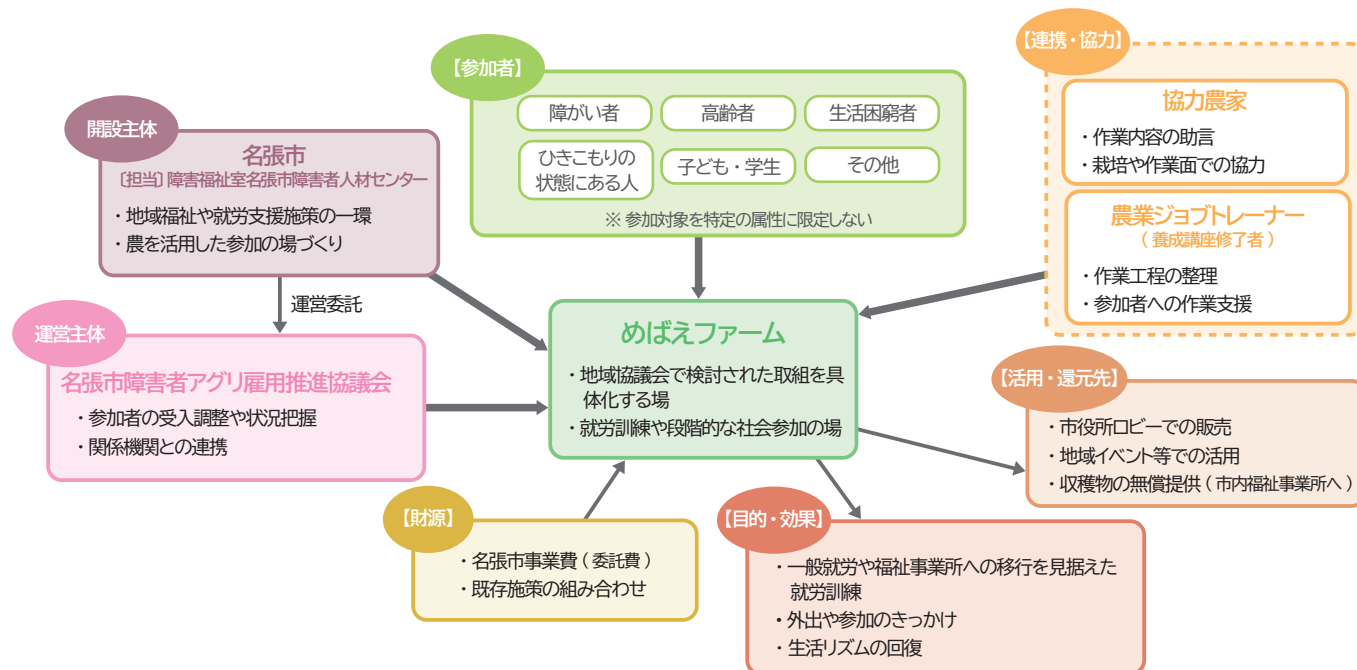 【参加者】
障がい者
高齢者
生活困窮者
ひきこもりの
状態にある人
子ども・学生
その他
※ 参加対象を特定の属性に限定しない
【連携・協力】
協力農家
・作業内容の助言
・栽培や作業面での協力
農業ジョブトレーナー
（養成講座修了者）
・作業工程の整理
・参加者への作業支援
開設主体
名張市
〔担当〕障害福祉室名張市障害者人材センター
・地域福祉や就労支援施策の一環
・農を活用した参加の場づくり
運営委託
運営主体
名張市障害者アグリ雇用推進協議会
・参加者の受入調整や状況把握
・関係機関との連携
めばえファーム
・地域協議会で検討された取組を具
体化する場
・就労訓練や段階的な社会参加の場
【活用・還元先】
・市役所ロビーでの販売
・地域イベント等での活用
・収穫物の無償提供（市内福祉事業所へ）
【財源】
・名張市事業費（委託費）
・既存施策の組み合わせ
【目的・効果】
・一般就労や福祉事業所への移行を見据えた
就労訓練
・外出や参加のきっかけ
・生活リズムの回復